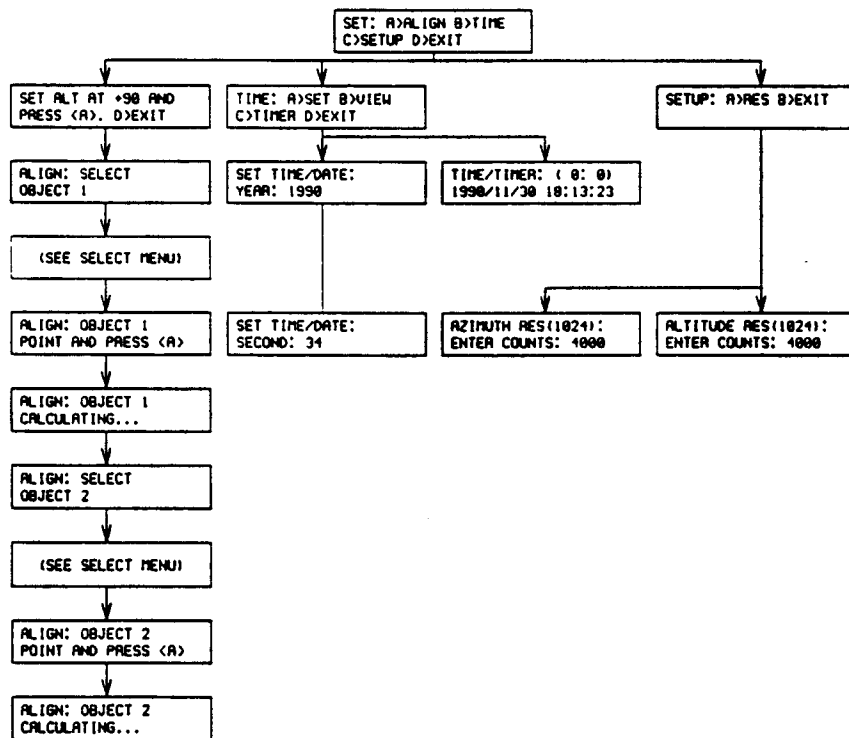 SET: A>ALIGN B>TIME
C>SETUP D>EXIT
SET ALT AT +90 AND
PRESS <A>. D>EXIT
TIME: A>SET B>VIEW
C>TIMER D>EXIT
SETUP: A>RES B>EXIT
ALIGN: SELECT
OBJECT 1
SET TIME/DATE:
YEAR: 1990
TIME/TIMER: ( 0: 0)
1990/11/30 18:13:23
(SEE SELECT MENU)
ALIGN: OBJECT 1
POINT AND PRESS <A>
SET TIME/DATE:
SECOND: 34
AZIMUTH RES(1024):
ENTER COUNTS: 4000
ALTITUDE RES(1024):
ENTER COUNTS: 4000
ALIGN: OBJECT 1
CALCULATING...
ALIGN: SELECT
OBJECT 2
(SEE SELECT MENU)
ALIGN: OBJECT 2
POINT AND PRESS <A>
ALIGN: OBJECT 2
CALCULATING...